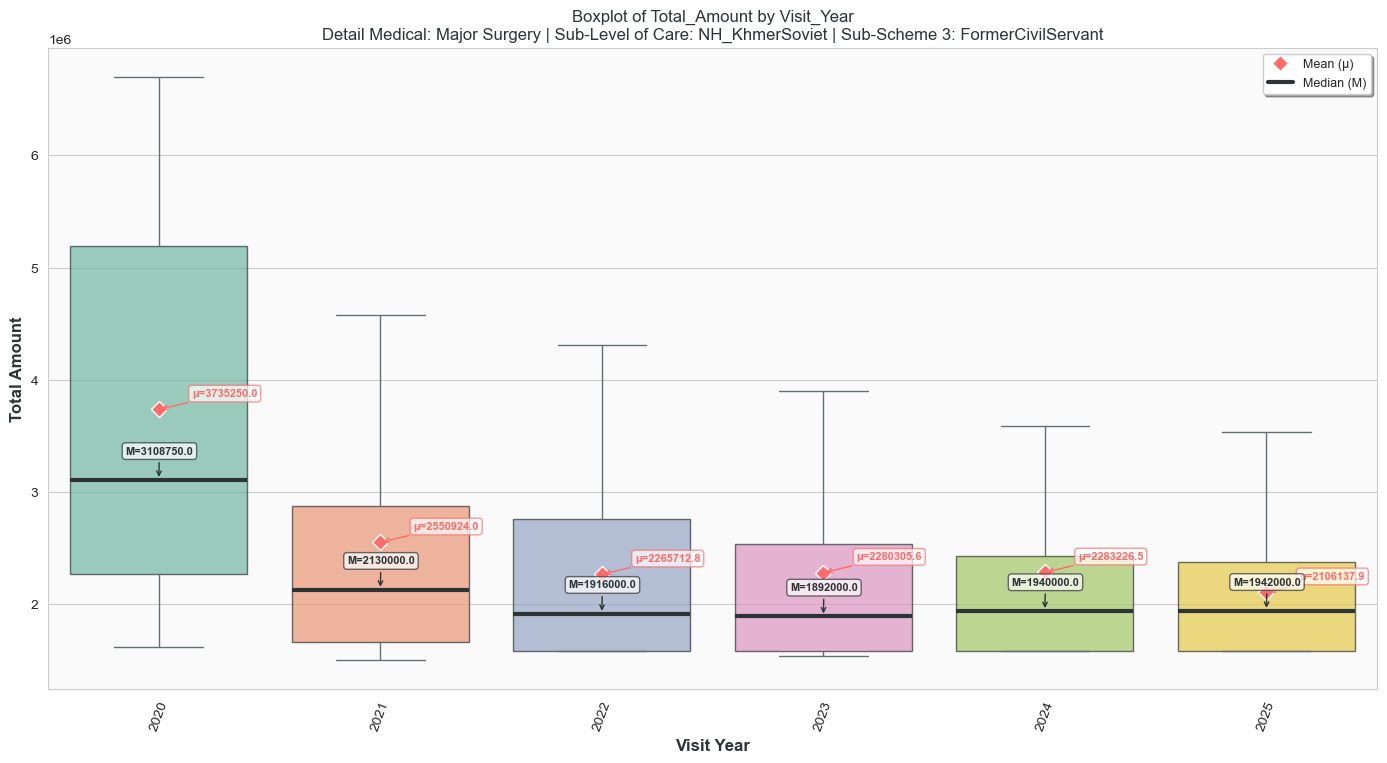 Boxplot of Total_Amount by Visit_Year
Detail Medical: Major Surgery | Sub-Level of Care: NH_KhmerSoviet | Sub-Scheme 3: FormerCivilServant
1e6
Mean (μ)
Median (M)
6
5
4
3
2
Total Amount
μ=3735250.0
M=3108750.0
μ=2550924.0
M=2130000.0
μ=2265712.8
M=1916000.0
μ=2280305.6
M=1892000.0
μ=2283226.5
M=1940000.0
=2106137.9
M=1942000.0
2020
2021
2022
2023
2024
2025
Visit Year